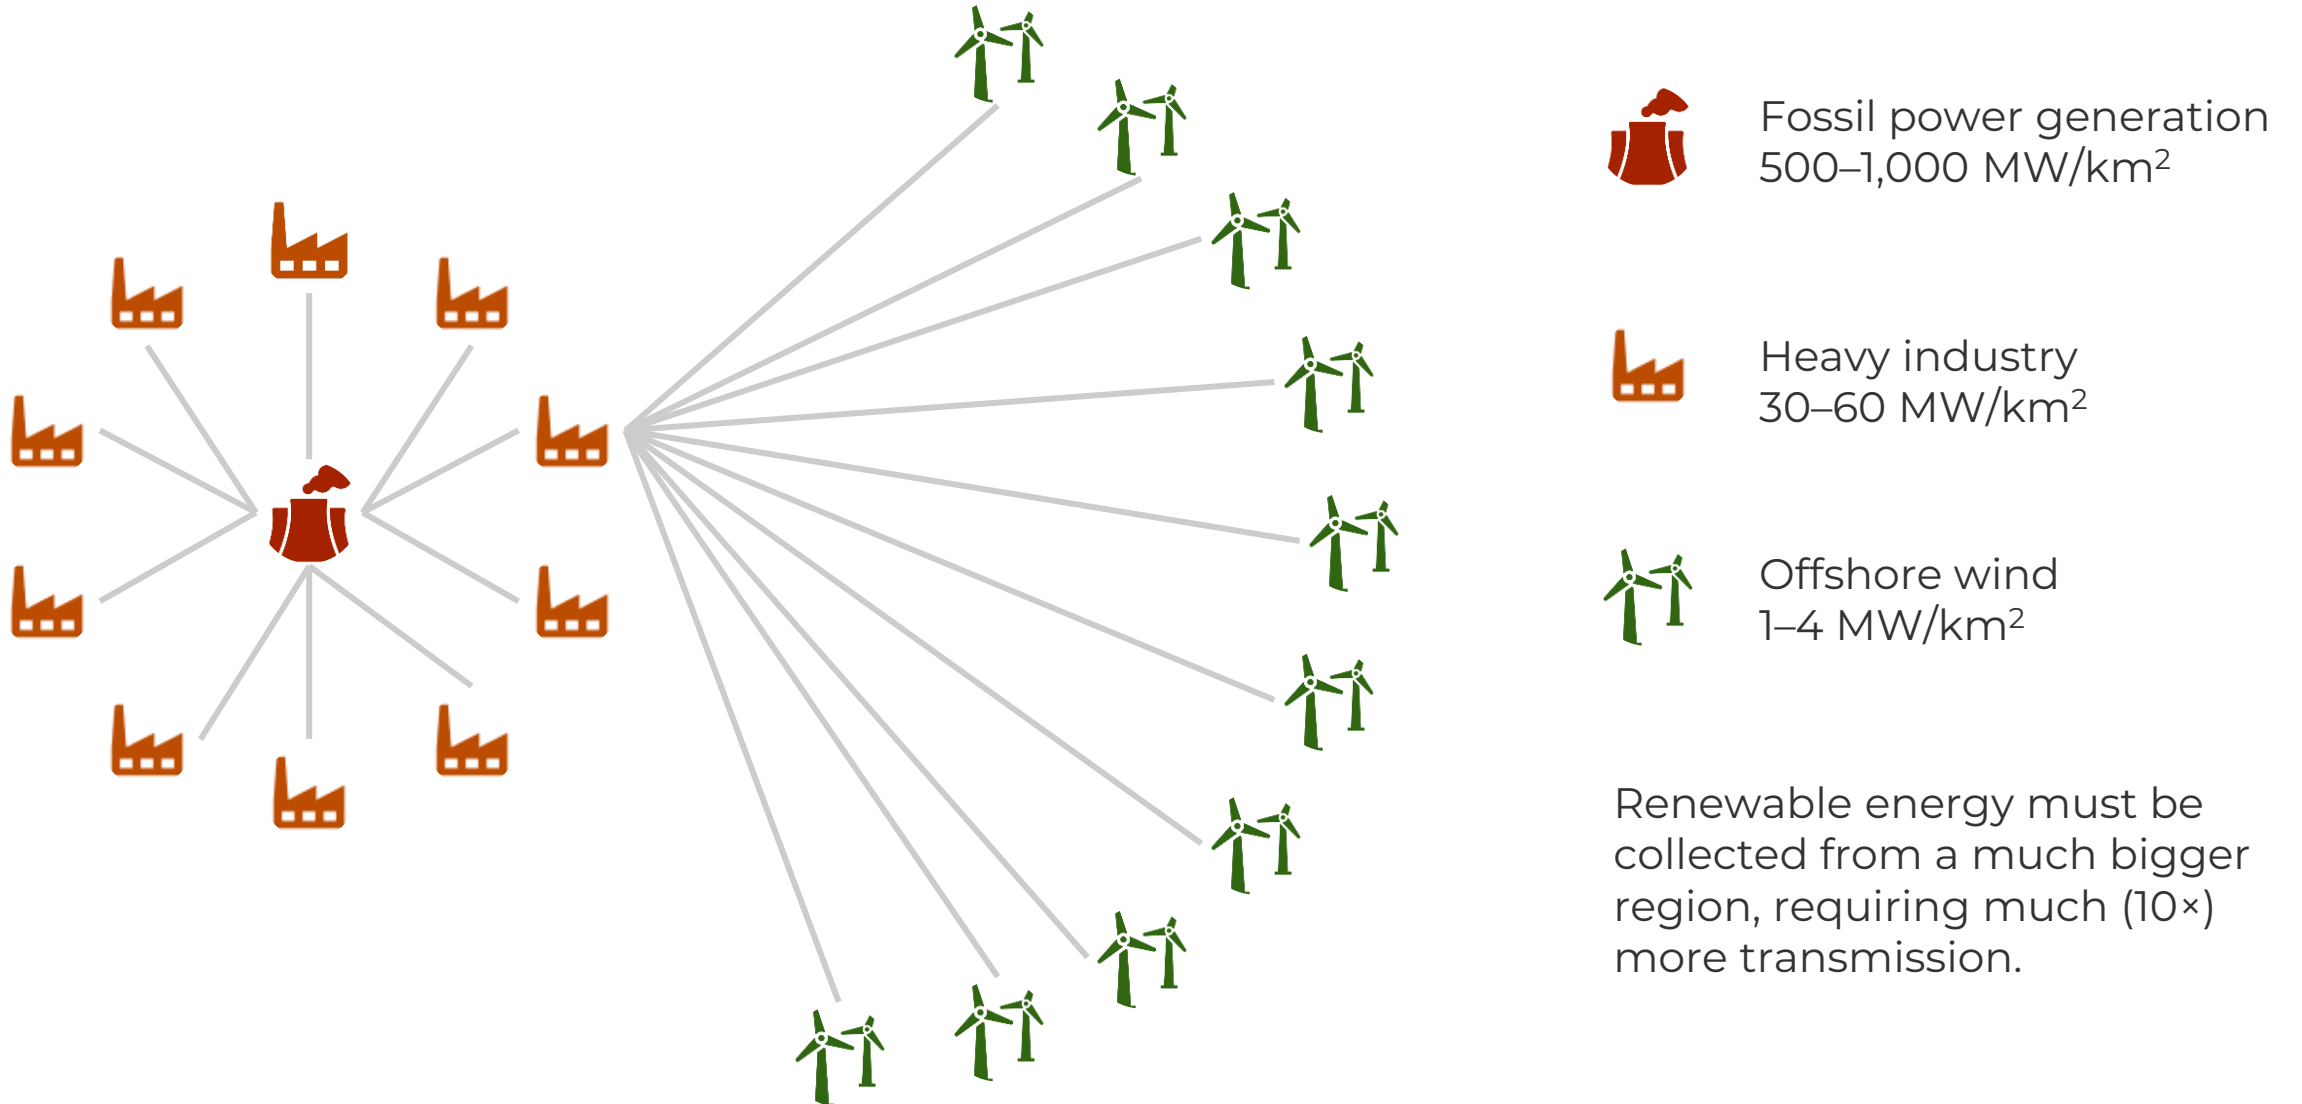 Fossil power generation
500–1,000 MW/km²
Heavy industry
30–60 MW/km²
Offshore wind
1–4 MW/km²
Renewable energy must be
collected from a much bigger
region, requiring much (10×)
more transmission.